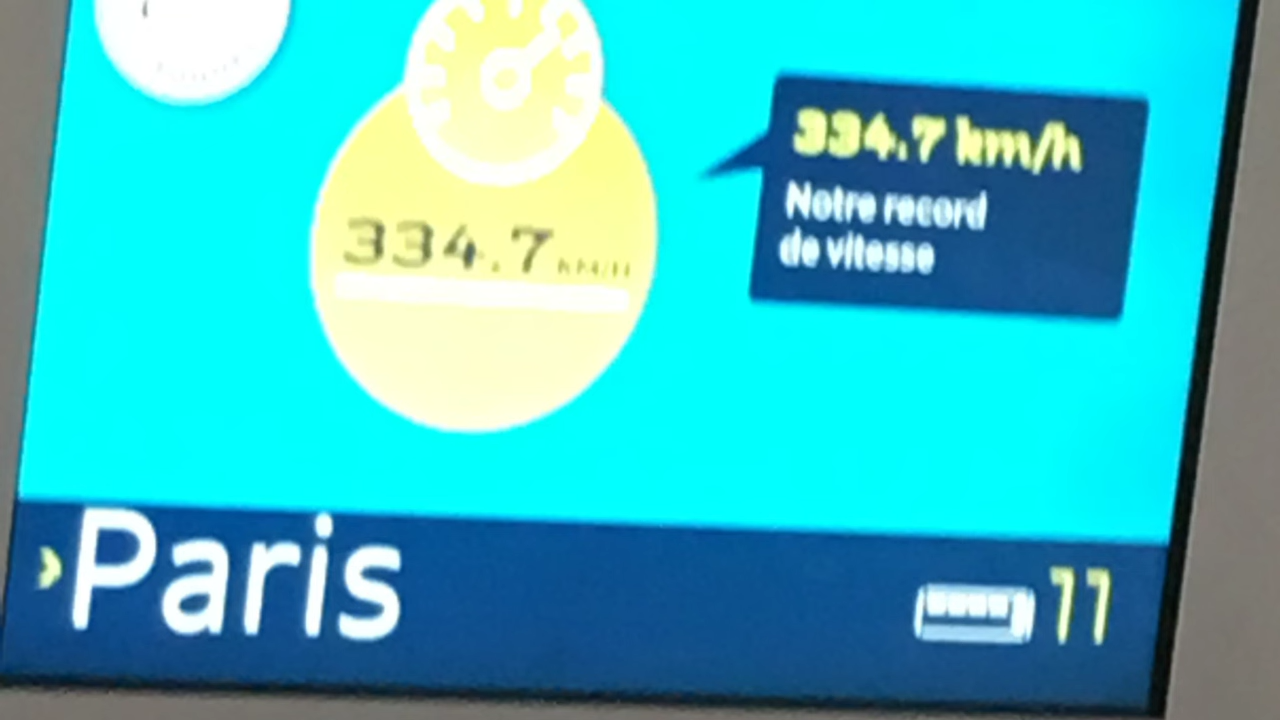 334.7 km/h
Notre record
de vitesse
334.7 KM/H
Paris
11